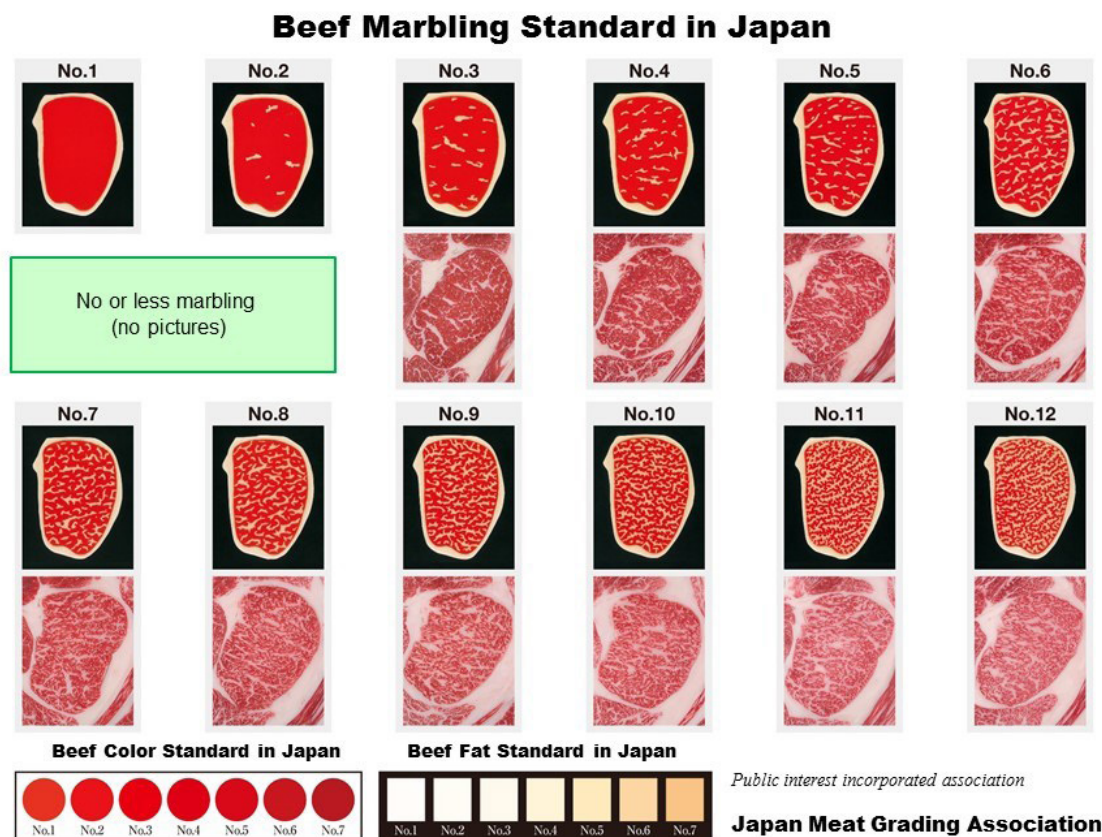 Beef Marbling Standard in Japan
No.1 No.2 No.3 No.4 No.5 No.6
No or less marbling
(no pictures)
No.7 No.8 No.9 No.10 No.11 No.12
Beef Color Standard in Japan
No.1 No.2 No.3 No.4 No.5 No.6 No.7
Beef Fat Standard in Japan
No.1 No.2 No.3 No.4 No.5 No.6 No.7
Public interest incorporated association
Japan Meat Grading Association